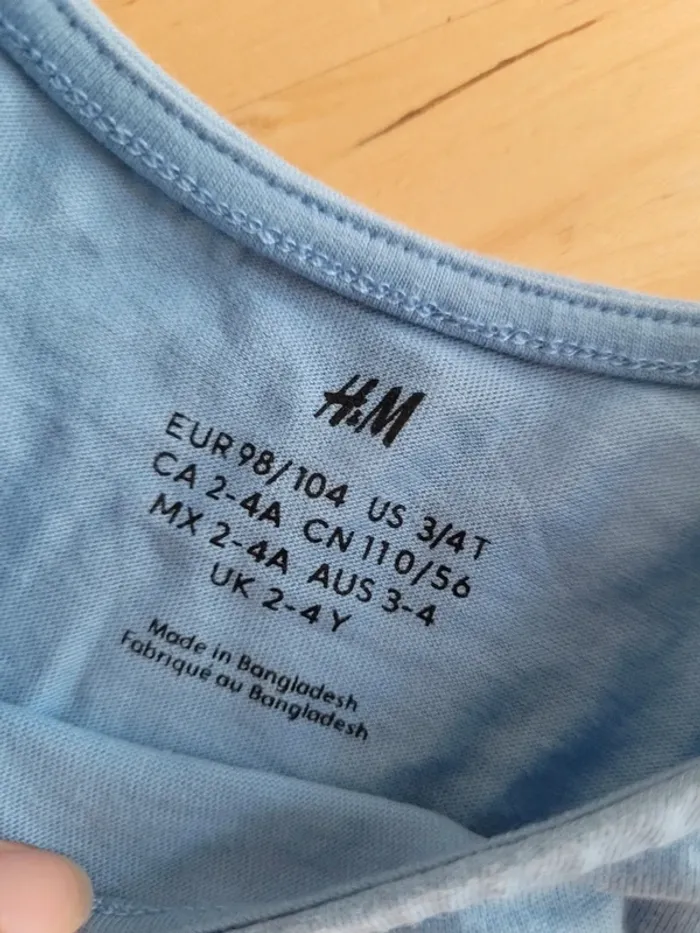 H&M
EUR 98/104 US 3/4T
CA 2-4A CN 110/56
MX 2-4A AUS 3-4
UK 2-4Y
Made in Bangladesh
Fabriqué au Bangladesh